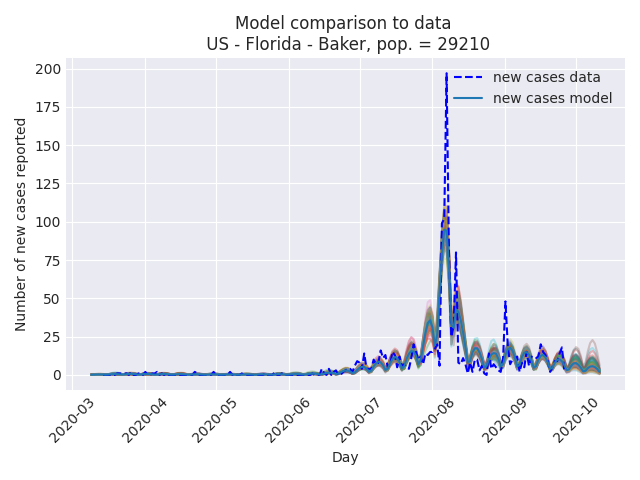 Model comparison to data
US - Florida - Baker, pop. = 29210
new cases data
new cases model
Number of new cases reported
200
175
150
125
100
75
50
25
0
2020-03
2020-04
2020-05
2020-06
2020-07
2020-08
2020-09
2020-10
Day